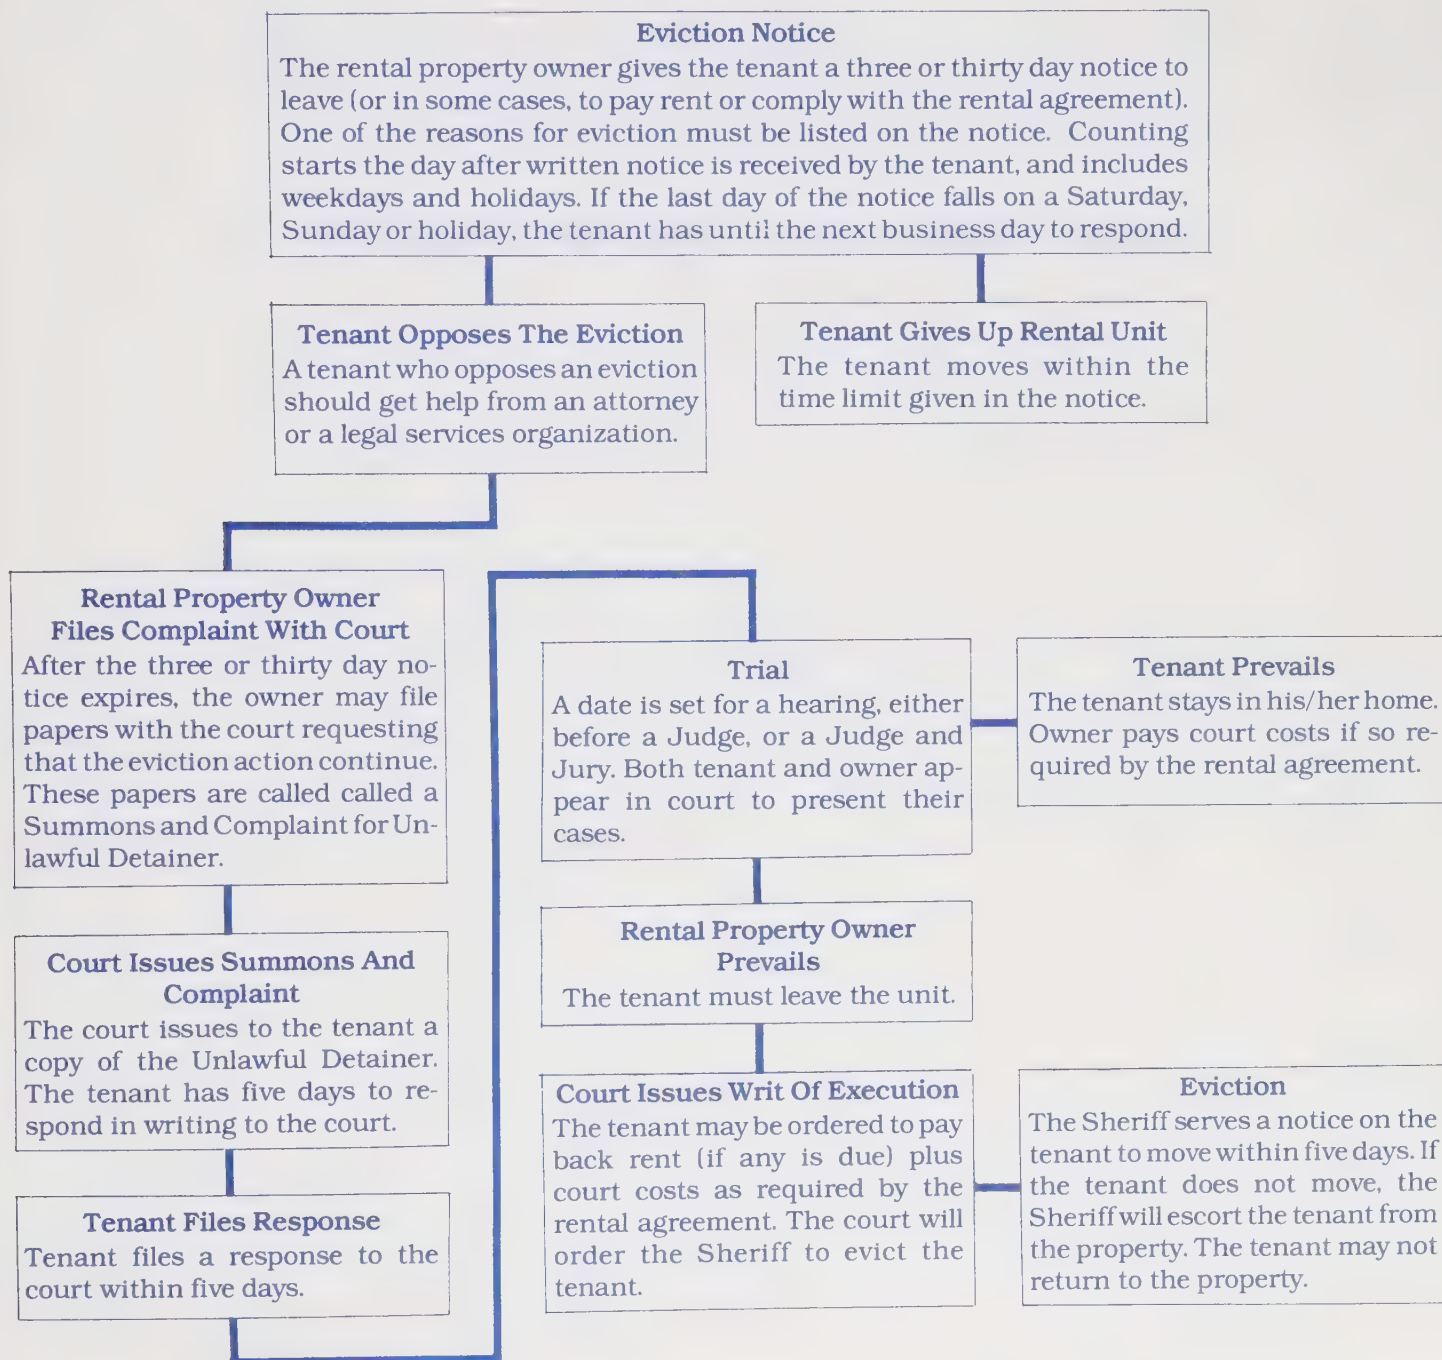 Eviction Notice
The rental property owner gives the tenant a three or thirty day notice to
leave (or in some cases, to pay rent or comply with the rental agreement).
One of the reasons for eviction must be listed on the notice. Counting
starts the day after written notice is received by the tenant, and includes
weekdays and holidays. If the last day of the notice falls on a Saturday,
Sunday or holiday, the tenant has until the next business day to respond.
Tenant Opposes The Eviction
A tenant who opposes an eviction
should get help from an attorney
or a legal services organization.
Tenant Gives Up Rental Unit
The tenant moves within the
time limit given in the notice.
Rental Property Owner
Files Complaint With Court
After the three or thirty day no-
tice expires, the owner may file
papers with the court requesting
that the eviction action continue.
These papers are called called a
Summons and Complaint for Un-
lawful Detainer.
Court Issues Summons And
Complaint
The court issues to the tenant a
copy of the Unlawful Detainer.
The tenant has five days to re-
spond in writing to the court.
Tenant Files Response
Tenant files a response to the
court within five days.
Trial
A date is set for a hearing, either
before a Judge, or a Judge and
Jury. Both tenant and owner ap-
pear in court to present their
cases.
Tenant Prevails
The tenant stays in his/her home.
Owner pays court costs if so re-
quired by the rental agreement.
Rental Property Owner
Prevails
The tenant must leave the unit.
Court Issues Writ Of Execution
The tenant may be ordered to pay
back rent (if any is due) plus
court costs as required by the
rental agreement. The court will
order the Sheriff to evict the
tenant.
Eviction
The Sheriff serves a notice on the
tenant to move within five days. If
the tenant does not move, the
Sheriff will escort the tenant from
the property. The tenant may not
return to the property.